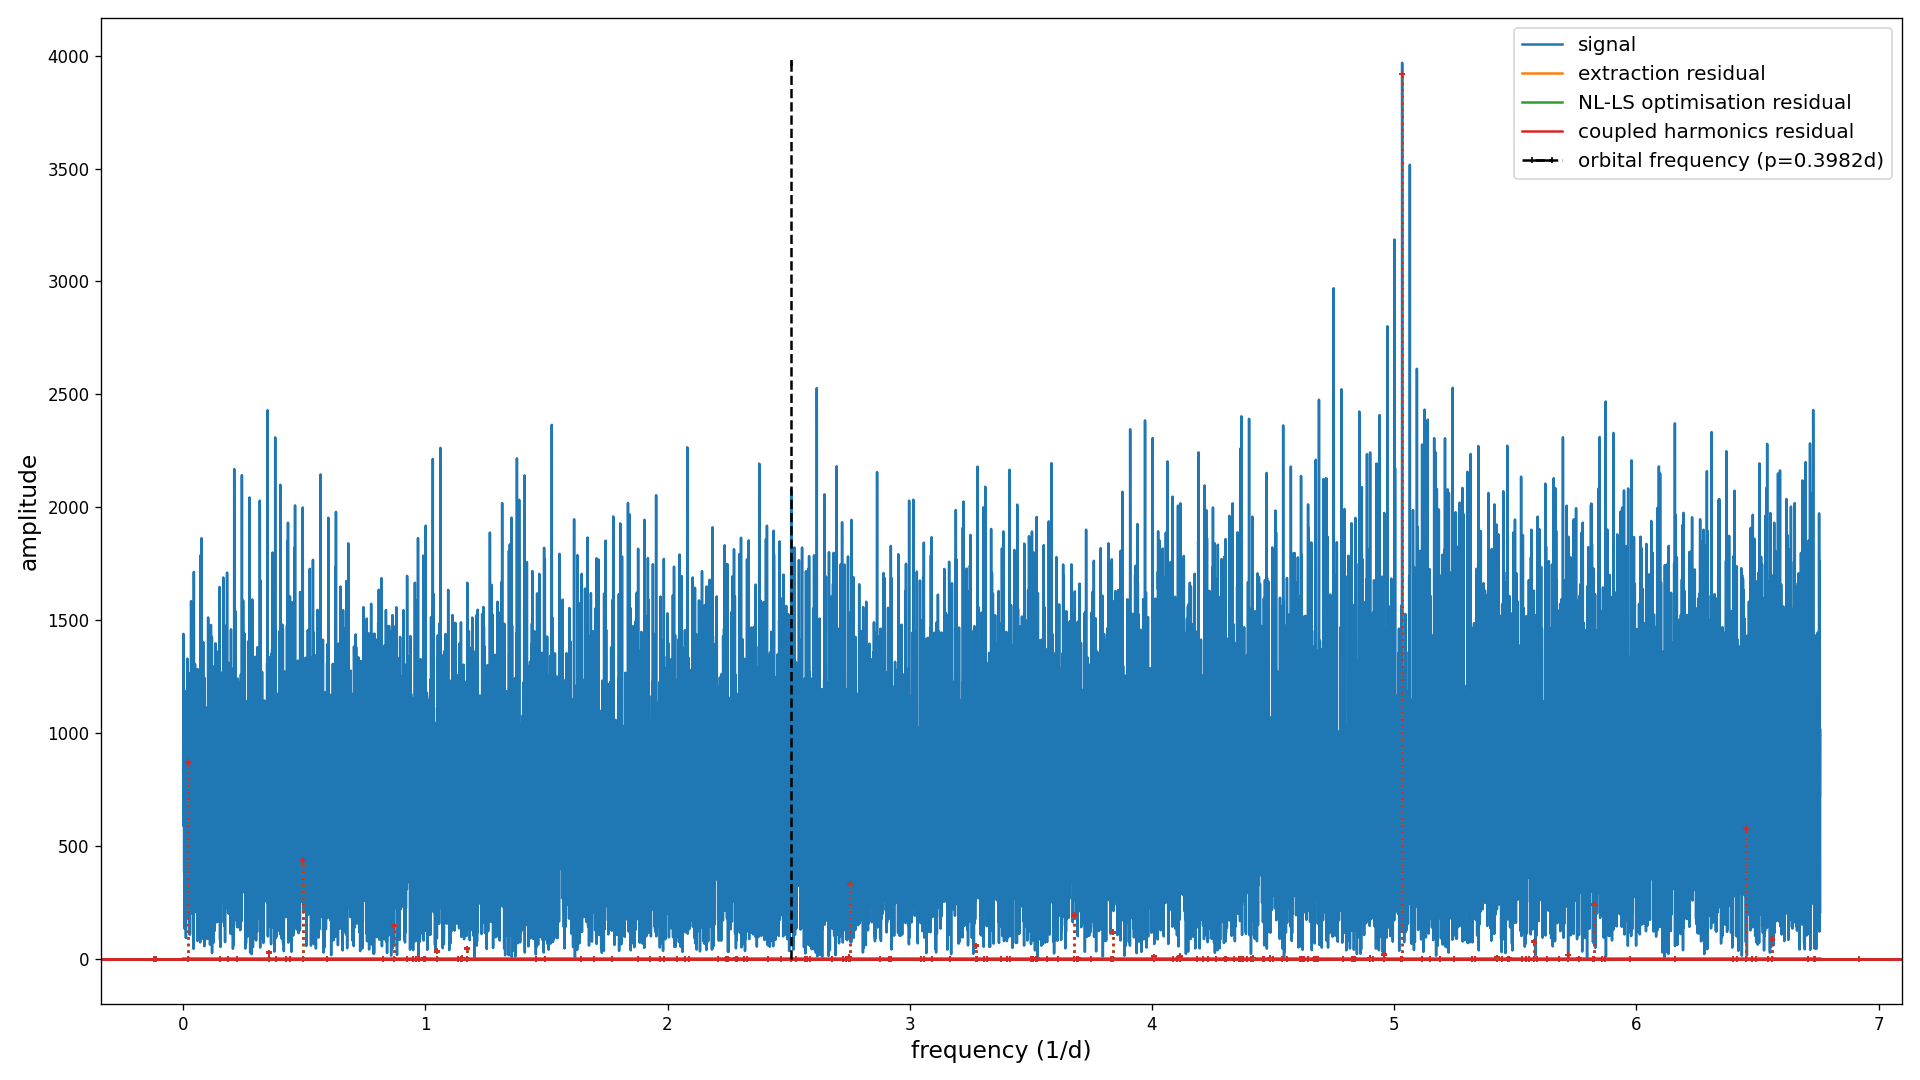 signal
extraction residual
NL-LS optimisation residual
coupled harmonics residual
orbital frequency (p=0.3982d)
amplitude
4000
3500
3000
2500
2000
1500
1000
500
0
0 1 2 3 4 5 6 7
frequency (1/d)